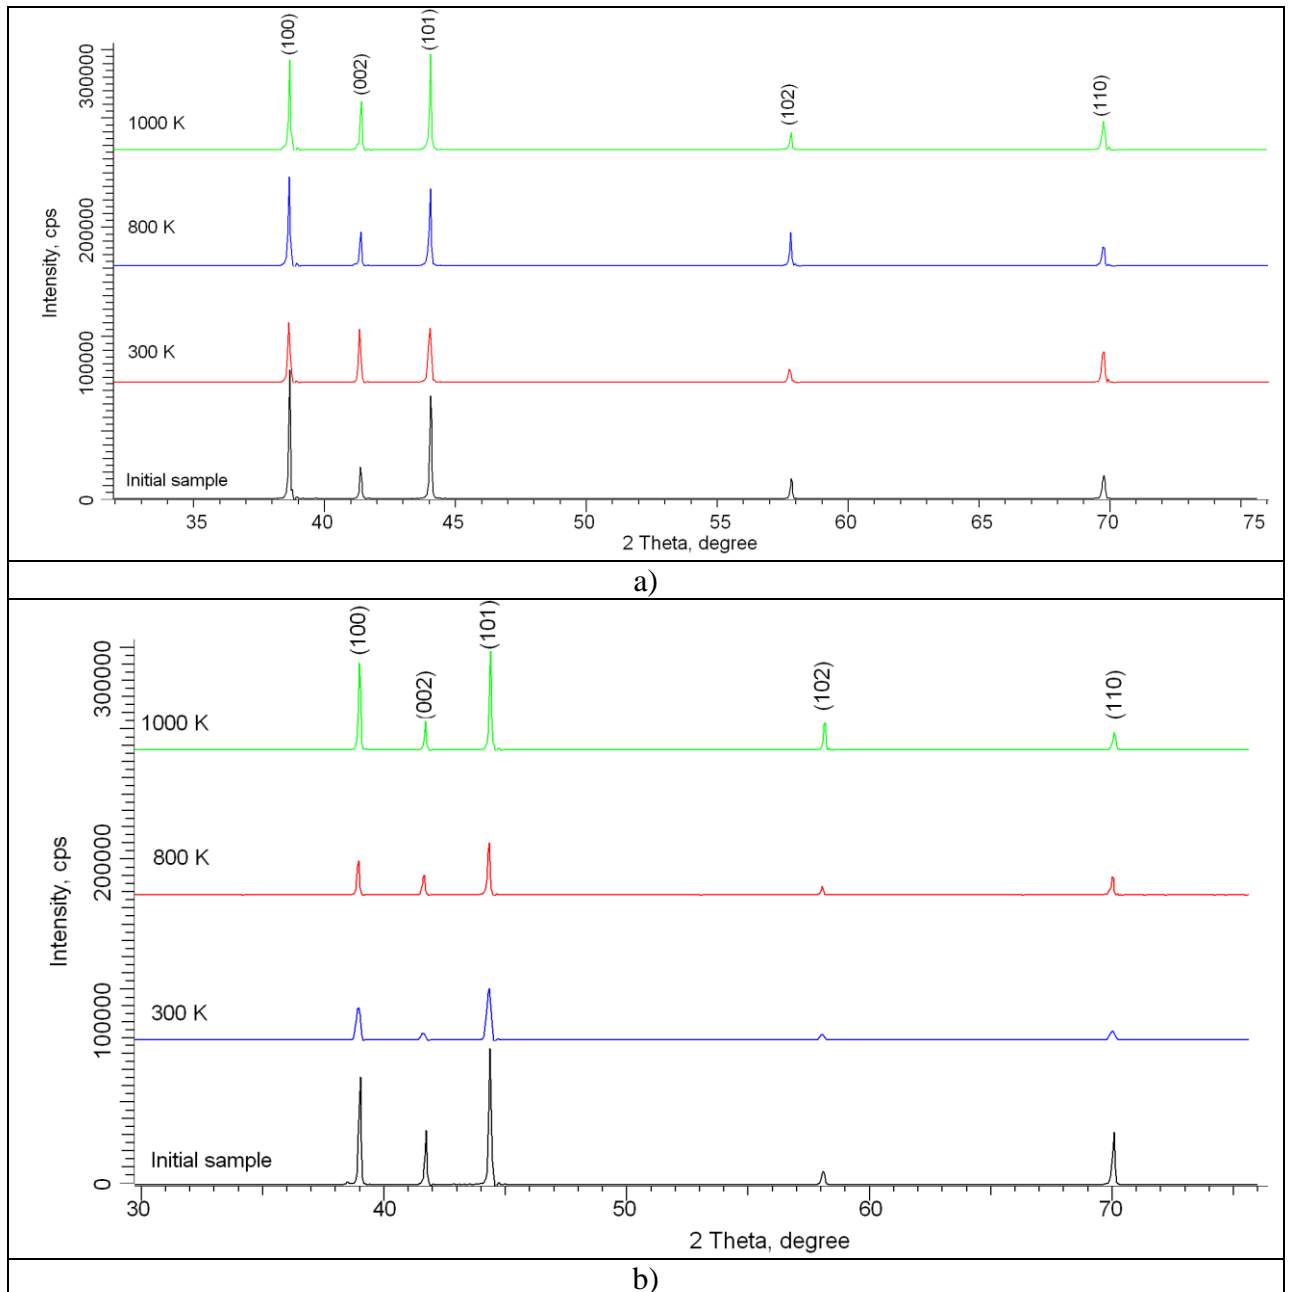 (100)
(002)
(101)
(102)
(110)
300000
200000
100000
0
Intensity, cps
1000 K
800 K
300 K
Initial sample
35 40 45 50 55 60 65 70 75
2 Theta, degree
a)
(100)
(002)
(101)
(102)
(110)
300000
200000
100000
0
Intensity, cps
1000 K
800 K
300 K
Initial sample
30 40 50 60 70
2 Theta, degree
b)